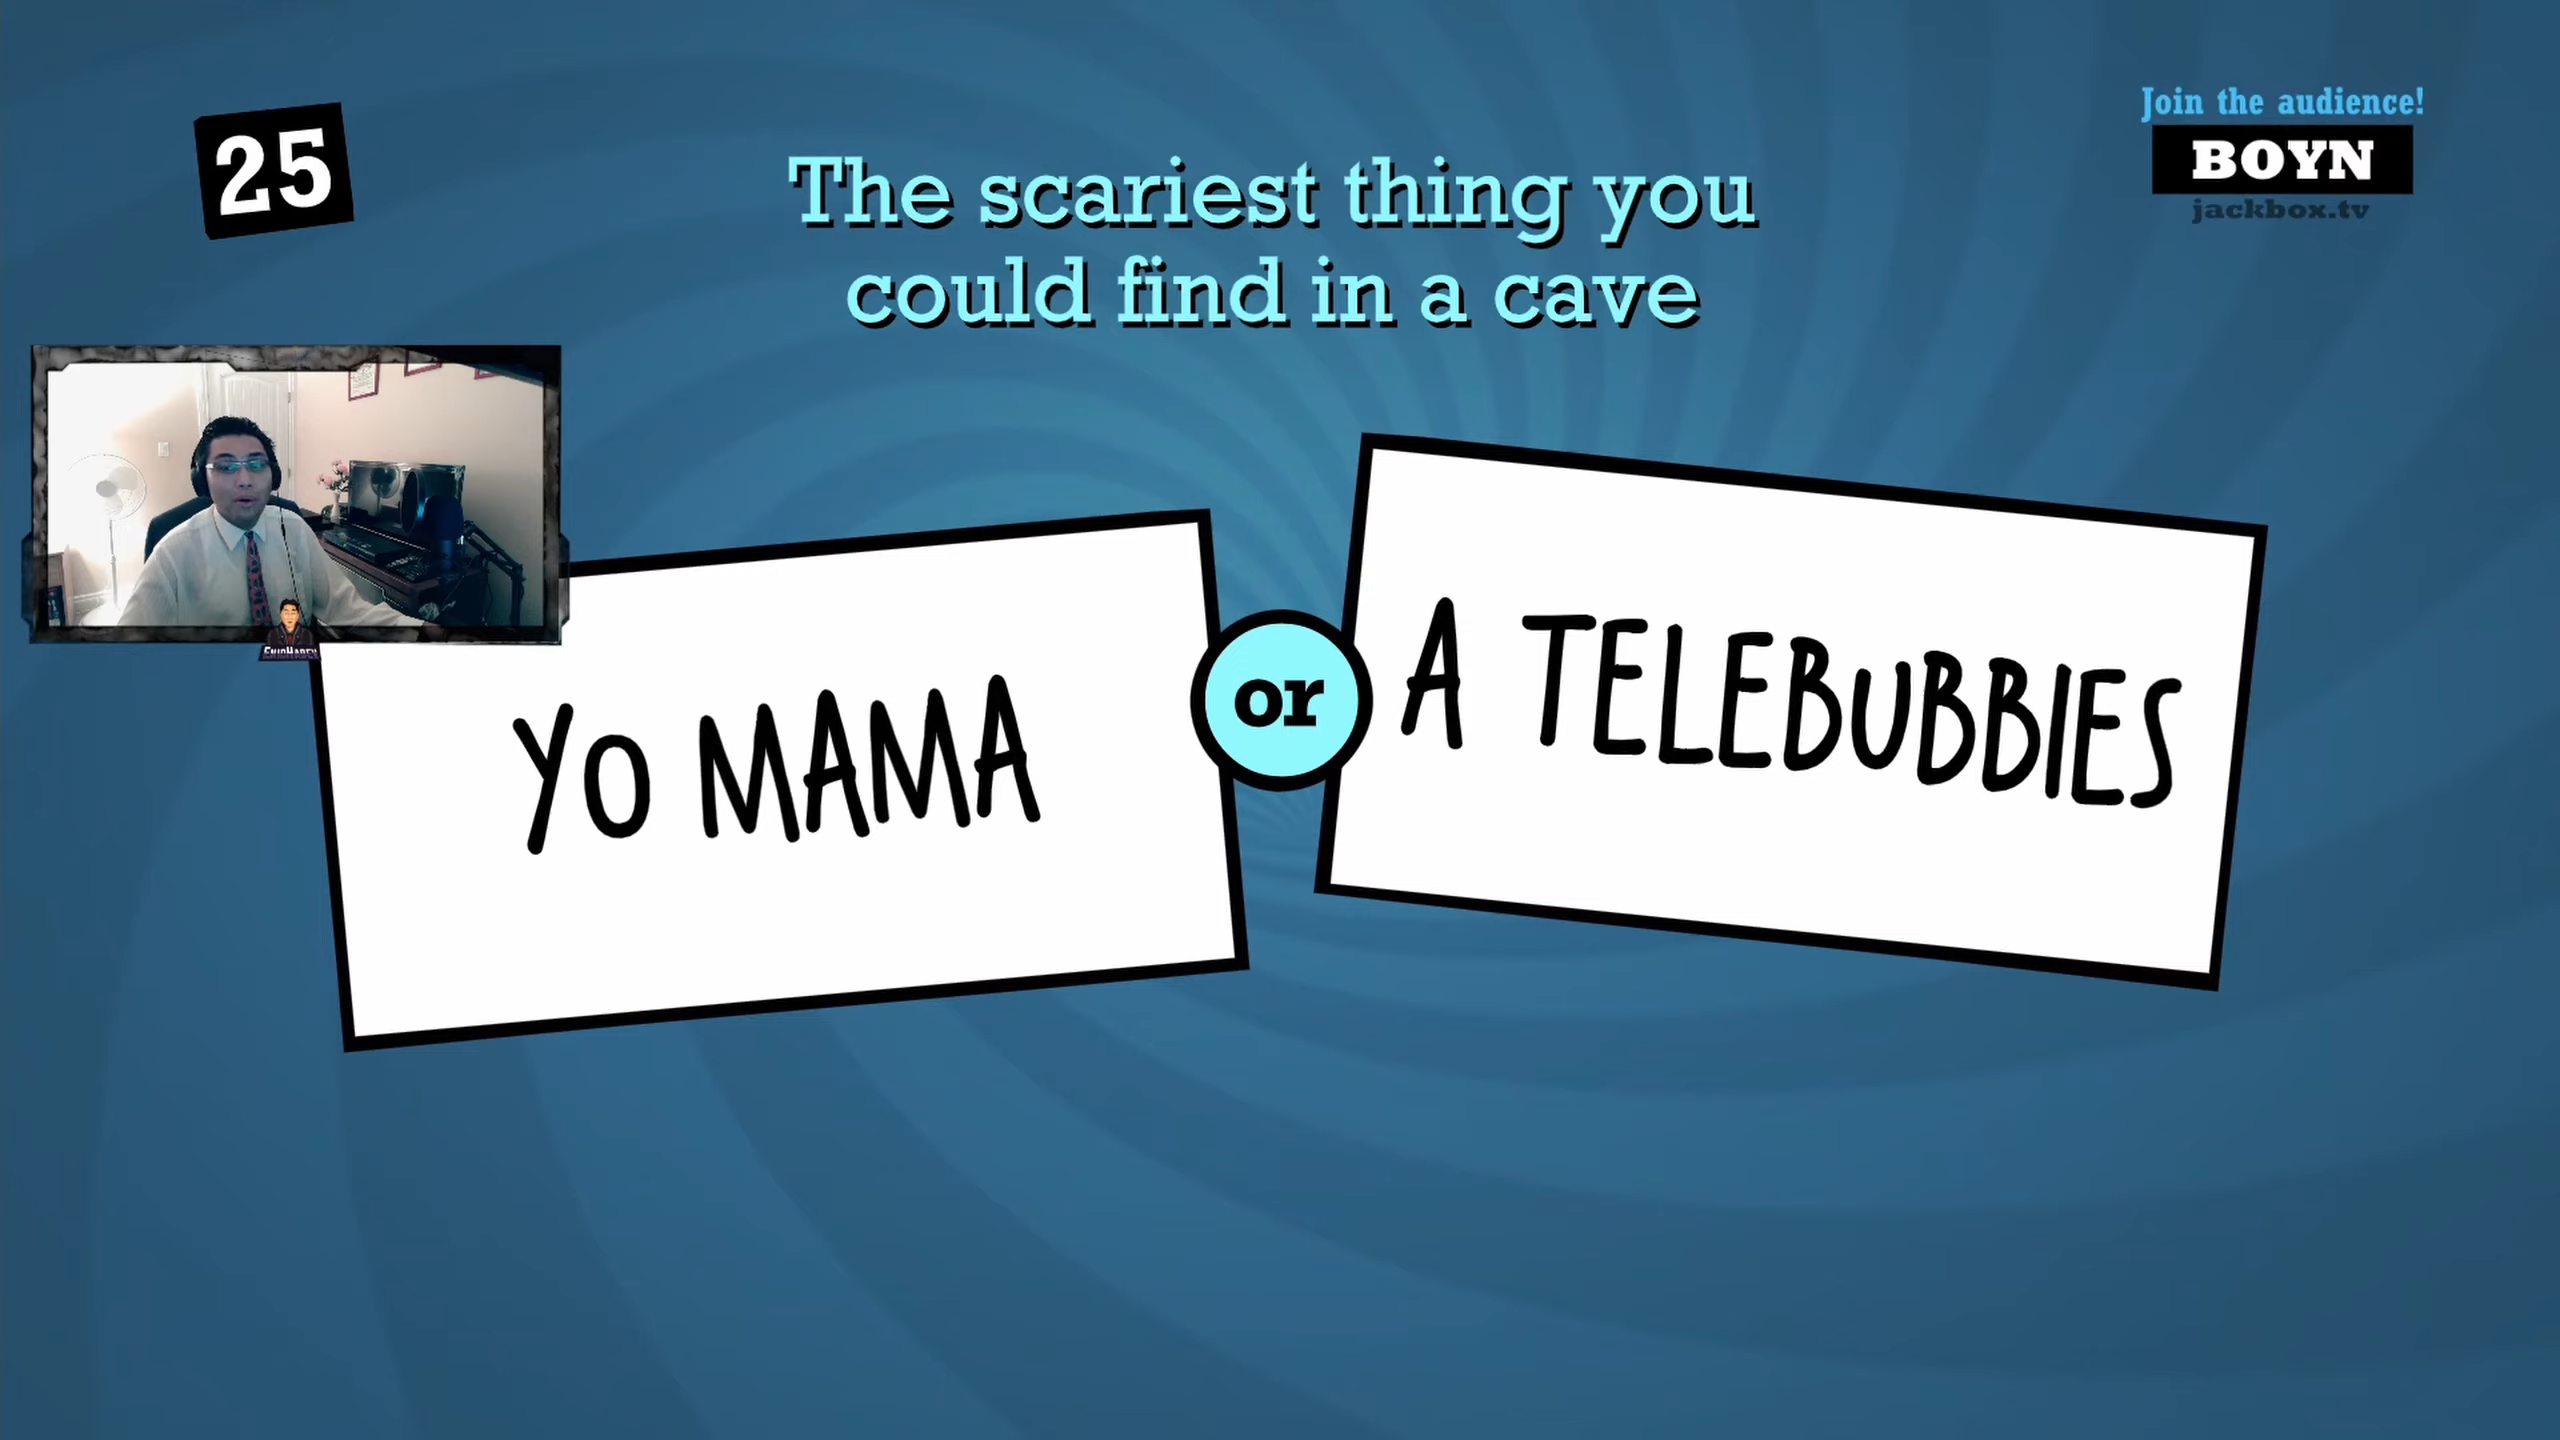 25
The scariest thing you
could find in a cave
Join the audience!
BOYN
jackbox.tv
YO MAMA
or
A TELEBUBBIES